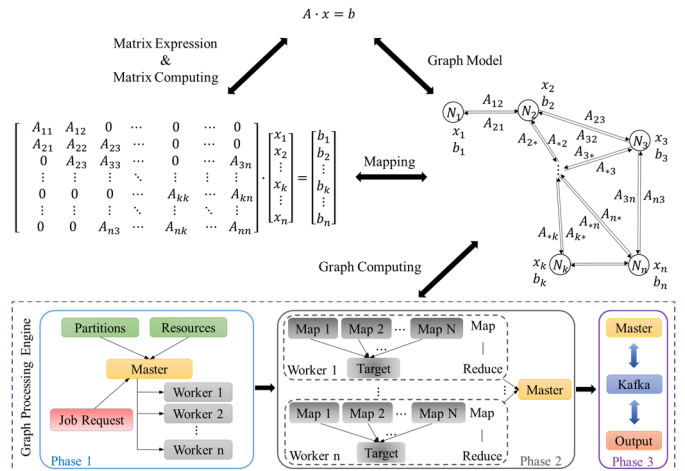 A · x = b
Matrix Expression
&
Matrix Computing
Graph Model
A₁₁ A₁₂ 0 ⋯ 0 ⋯ 0
A₂₁ A₂₂ A₂₃ ⋯ 0 ⋯ 0
0 A₂₃ A₃₃ ⋯ 0 ⋯ A₃ₙ
⋮ ⋮ ⋮ ⋱ ⋮ ⋱ ⋮
0 0 0 ⋯ Aₖₖ ⋯ Aₖₙ
⋮ ⋮ ⋮ ⋱ ⋮ ⋱ ⋮
0 0 Aₙ₃ ⋯ Aₙₖ ⋯ Aₙₙ
·
x₁
x₂
⋮
xₖ
⋮
xₙ
=
b₁
b₂
⋮
bₖ
⋮
bₙ
Mapping
N₁
x₁
b₁
A₁₂
A₂₁
N₂
x₂
b₂
A₂₃
A₃₂
A₂*
A*₂
N₃
x₃
b₃
A₃*
A*₃
⋮
A₃ₙ
Aₙ₃
A*ₙ
Aₙ*
A*ₖ
Aₖ*
xₖ
bₖ
Nₖ
Nₙ
xₙ
bₙ
Graph Computing
Graph Processing Engine
Partitions
Resources
Master
Job Request
Worker 1
Worker 2
⋮
Worker n
Phase 1
Map 1 Map 2 ⋯ Map N Map
|
Reduce
Worker 1
Target
⋮
Map 1 Map 2 ⋯ Map N Map
|
Reduce
Worker n
Target
⋮
Master
Phase 2
Master
Kafka
Output
Phase 3